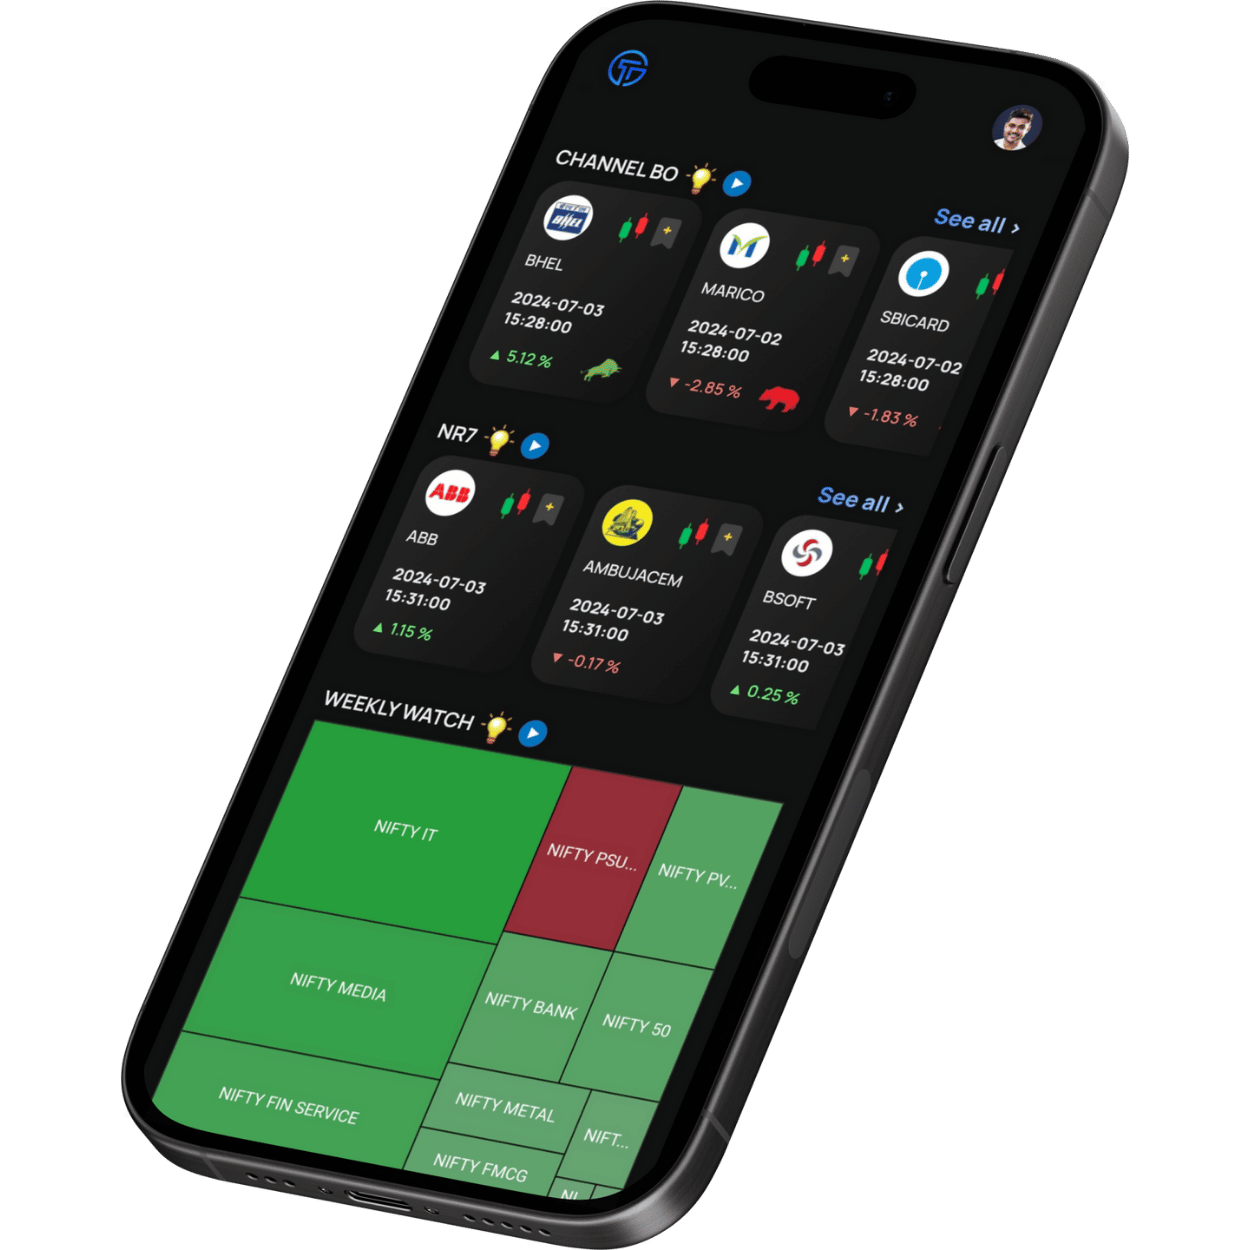 CHANNEL BO
See all ›
BHEL
BHEL
2024-07-03
15:28:00
▲ 5.12 %
MARICO
2024-07-02
15:28:00
▼ -2.85 %
SBICARD
2024-07-02
15:28:00
▼ -1.83 %
NR7
See all ›
ABB
ABB
2024-07-03
15:31:00
▲ 1.15 %
AMBUJACEM
2024-07-03
15:31:00
▼ -0.17 %
BSOFT
2024-07-03
15:31:00
▲ 0.25 %
WEEKLY WATCH
NIFTY IT
NIFTY PSU...
NIFTY PV...
NIFTY MEDIA
NIFTY BANK
NIFTY 50
NIFTY FIN SERVICE
NIFTY METAL
NIFT...
NIFTY FMCG